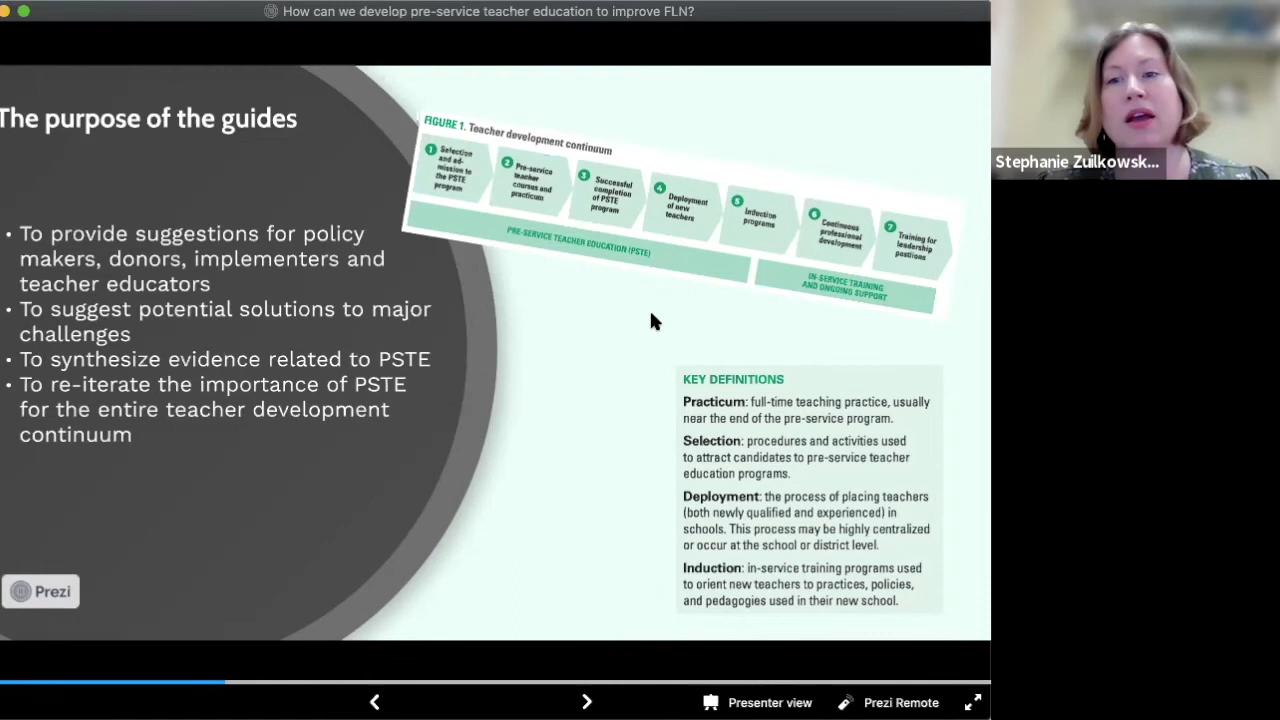 How can we develop pre-service teacher education to improve FLN?
The purpose of the guides
• To provide suggestions for policy
makers, donors, implementers and
teacher educators
• To suggest potential solutions to major
challenges
• To synthesize evidence related to PSTE
• To re-iterate the importance of PSTE
for the entire teacher development
continuum
Prezi
FIGURE 1. Teacher development continuum
1 Selection
and ad-
mission to
the PSTE
program
2 Pre-service
teacher
courses and
practicum
3 Successful
completion
of PSTE
program
4 Deployment
of new
teachers
5 Induction
programs
6 Continuous
professional
development
7 Training for
leadership
positions
PRE-SERVICE TEACHER EDUCATION (PSTE)
IN-SERVICE TRAINING
AND ONGOING SUPPORT
KEY DEFINITIONS
Practicum: full-time teaching practice, usually
near the end of the pre-service program.
Selection: procedures and activities used
to attract candidates to pre-service teacher
education programs.
Deployment: the process of placing teachers
(both newly qualified and experienced) in
schools. This process may be highly centralized
or occur at the school or district level.
Induction: in-service training programs used
to orient new teachers to practices, policies,
and pedagogies used in their new school.
Stephanie Zuilkowsk...
Presenter view
Prezi Remote